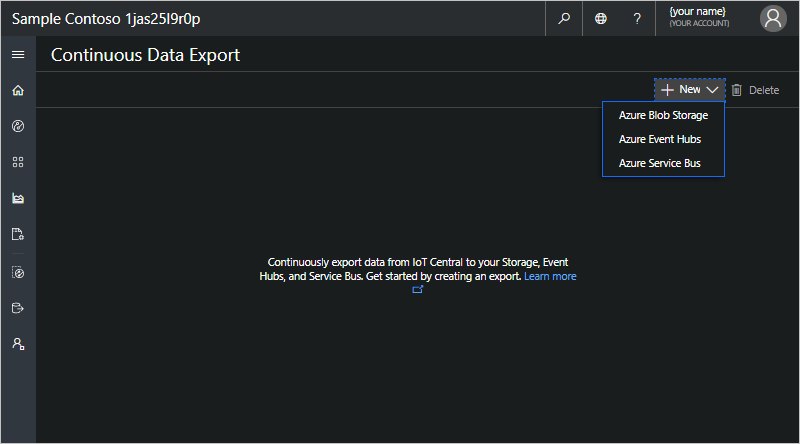 Sample Contoso 1jas25l9r0p
?
{your name}
(YOUR ACCOUNT)
Continuous Data Export
New
Delete
Azure Blob Storage
Azure Event Hubs
Azure Service Bus
Continuously export data from IoT Central to your Storage, Event
Hubs, and Service Bus. Get started by creating an export. Learn more